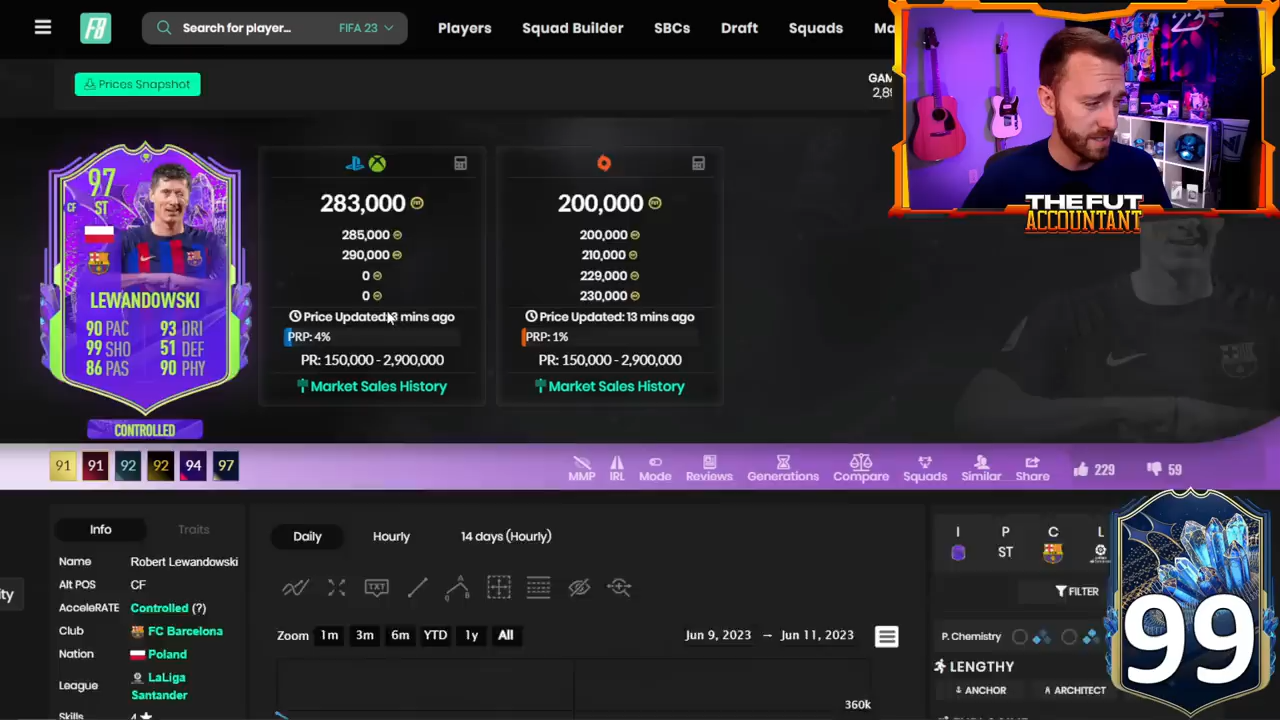 FB
Search for player...
FIFA 23
Players
Squad Builder
SBCs
Draft
Squads
Ma
Prices Snapshot
GAM
2,89
97
CF
ST
LEWANDOWSKI
90 PAC
93 DRI
99 SHO
51 DEF
86 PAS
90 PHY
CONTROLLED
283,000
285,000
290,000
0
0
Price Updated: 3 mins ago
PRP: 4%
PR: 150,000 - 2,900,000
Market Sales History
200,000
200,000
210,000
229,000
230,000
Price Updated: 13 mins ago
PRP: 1%
PR: 150,000 - 2,900,000
Market Sales History
THE FUT
ACCOUNTANT
91
91
92
92
94
97
MMP
IRL
Mode
Reviews
Generations
Compare
Squads
Similar
Share
229
59
Info
Traits
Name
Robert Lewandowski
Alt POS
CF
AcceleRATE
Controlled (?)
Club
FC Barcelona
Nation
Poland
League
LaLiga
Santander
Skills
4
ty
Daily
Hourly
14 days (Hourly)
TXT
Zoom
1m
3m
6m
YTD
1y
All
Jun 9, 2023 → Jun 11, 2023
360k
I
P
C
L
ST
FILTER
P. Chemistry
LENGTHY
ANCHOR
ARCHITECT
99